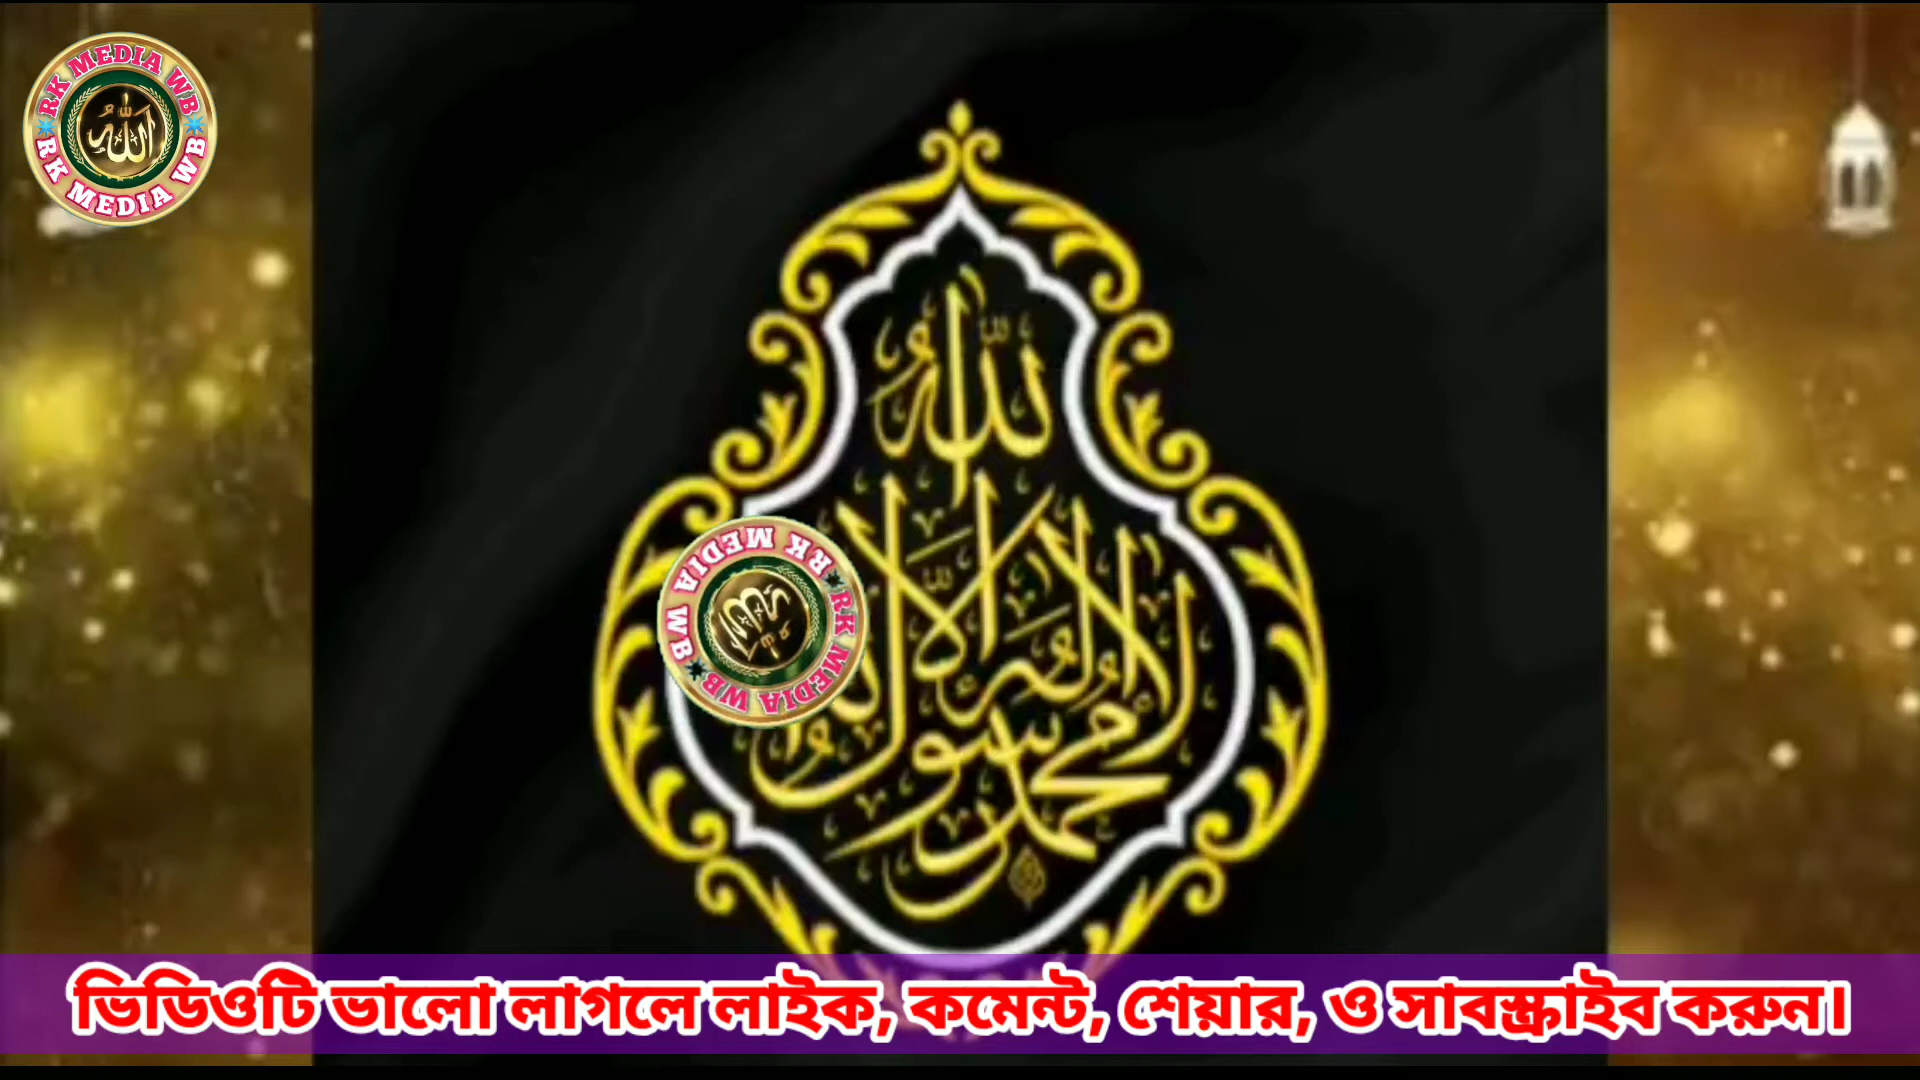 RK MEDIA WB
RK MEDIA WB
الله
لا إله إلا الله
محمد رسول الله
RK MEDIA WB
RK MEDIA WB
الله
ভিডিওটি ভালো লাগলে লাইক, কমেন্ট, শেয়ার, ও সাবস্ক্রাইব করুন।